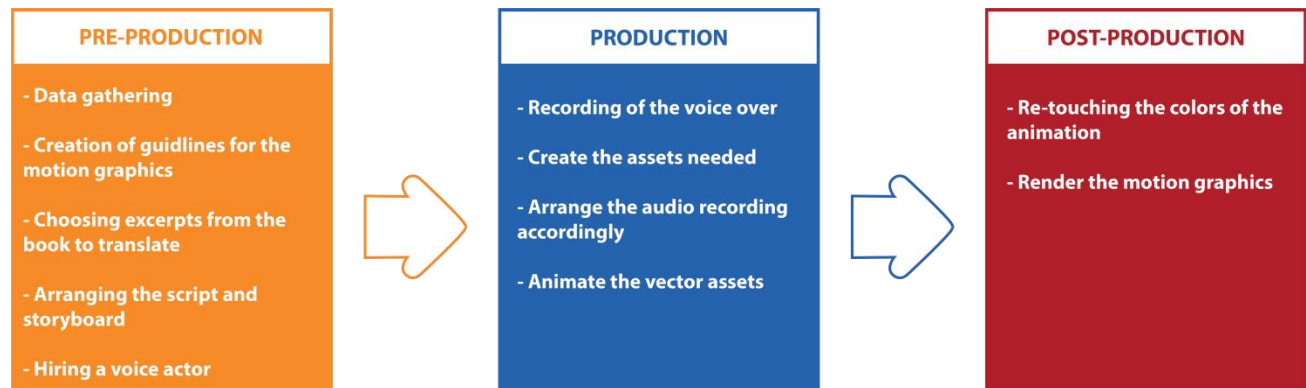 PRE-PRODUCTION
- Data gathering
- Creation of guidlines for the
motion graphics
- Choosing excerpts from the
book to translate
- Arranging the script and
storyboard
- Hiring a voice actor
PRODUCTION
- Recording of the voice over
- Create the assets needed
- Arrange the audio recording
accordingly
- Animate the vector assets
POST-PRODUCTION
- Re-touching the colors of the
animation
- Render the motion graphics